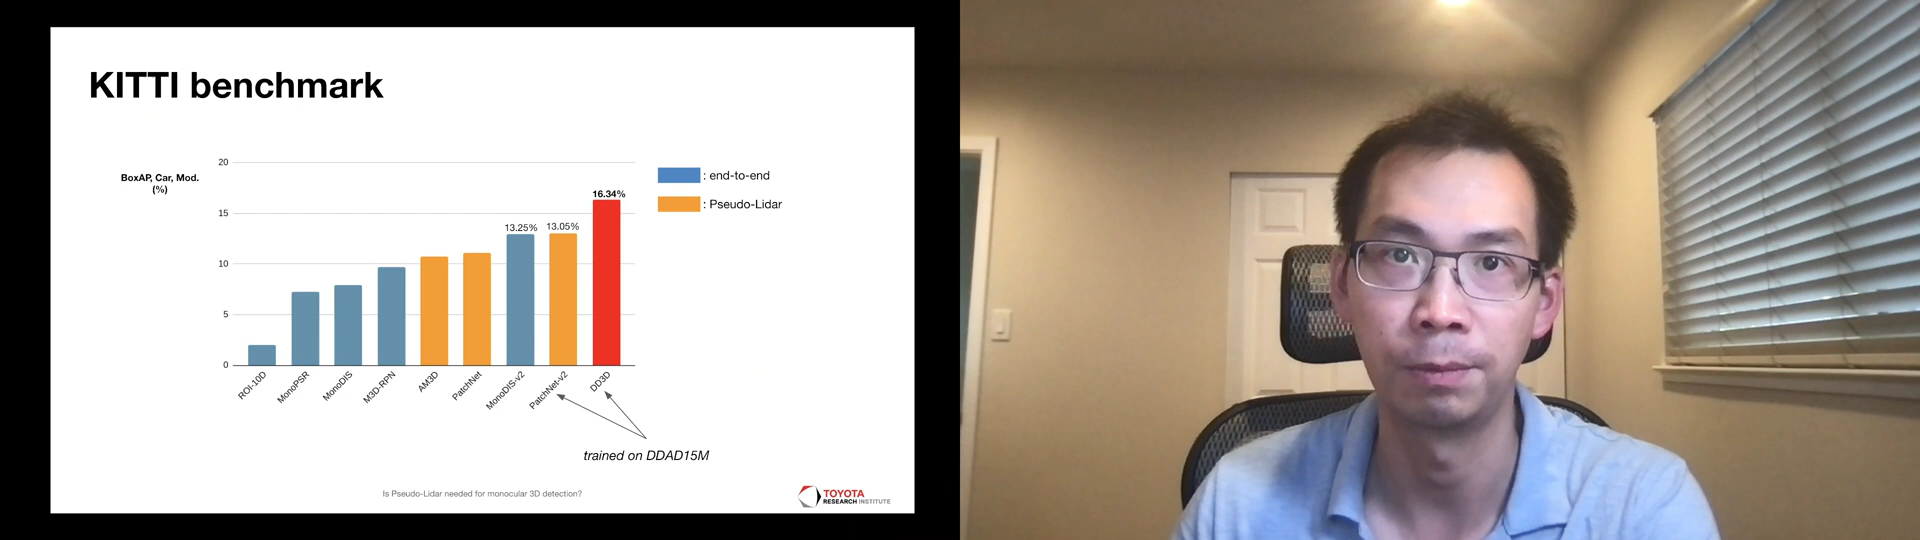 KITTI benchmark
BoxAP, Car, Mod.
(%)
20
15
10
5
0
13.25%
13.05%
16.34%
ROI-10D
MonoPSR
MonoDIS
M3D-RPN
AM3D
PatchNet
MonoDIS-v2
PatchNet-v2
DD3D
: end-to-end
: Pseudo-Lidar
trained on DDAD15M
Is Pseudo-Lidar needed for monocular 3D detection?
TOYOTA
RESEARCH INSTITUTE